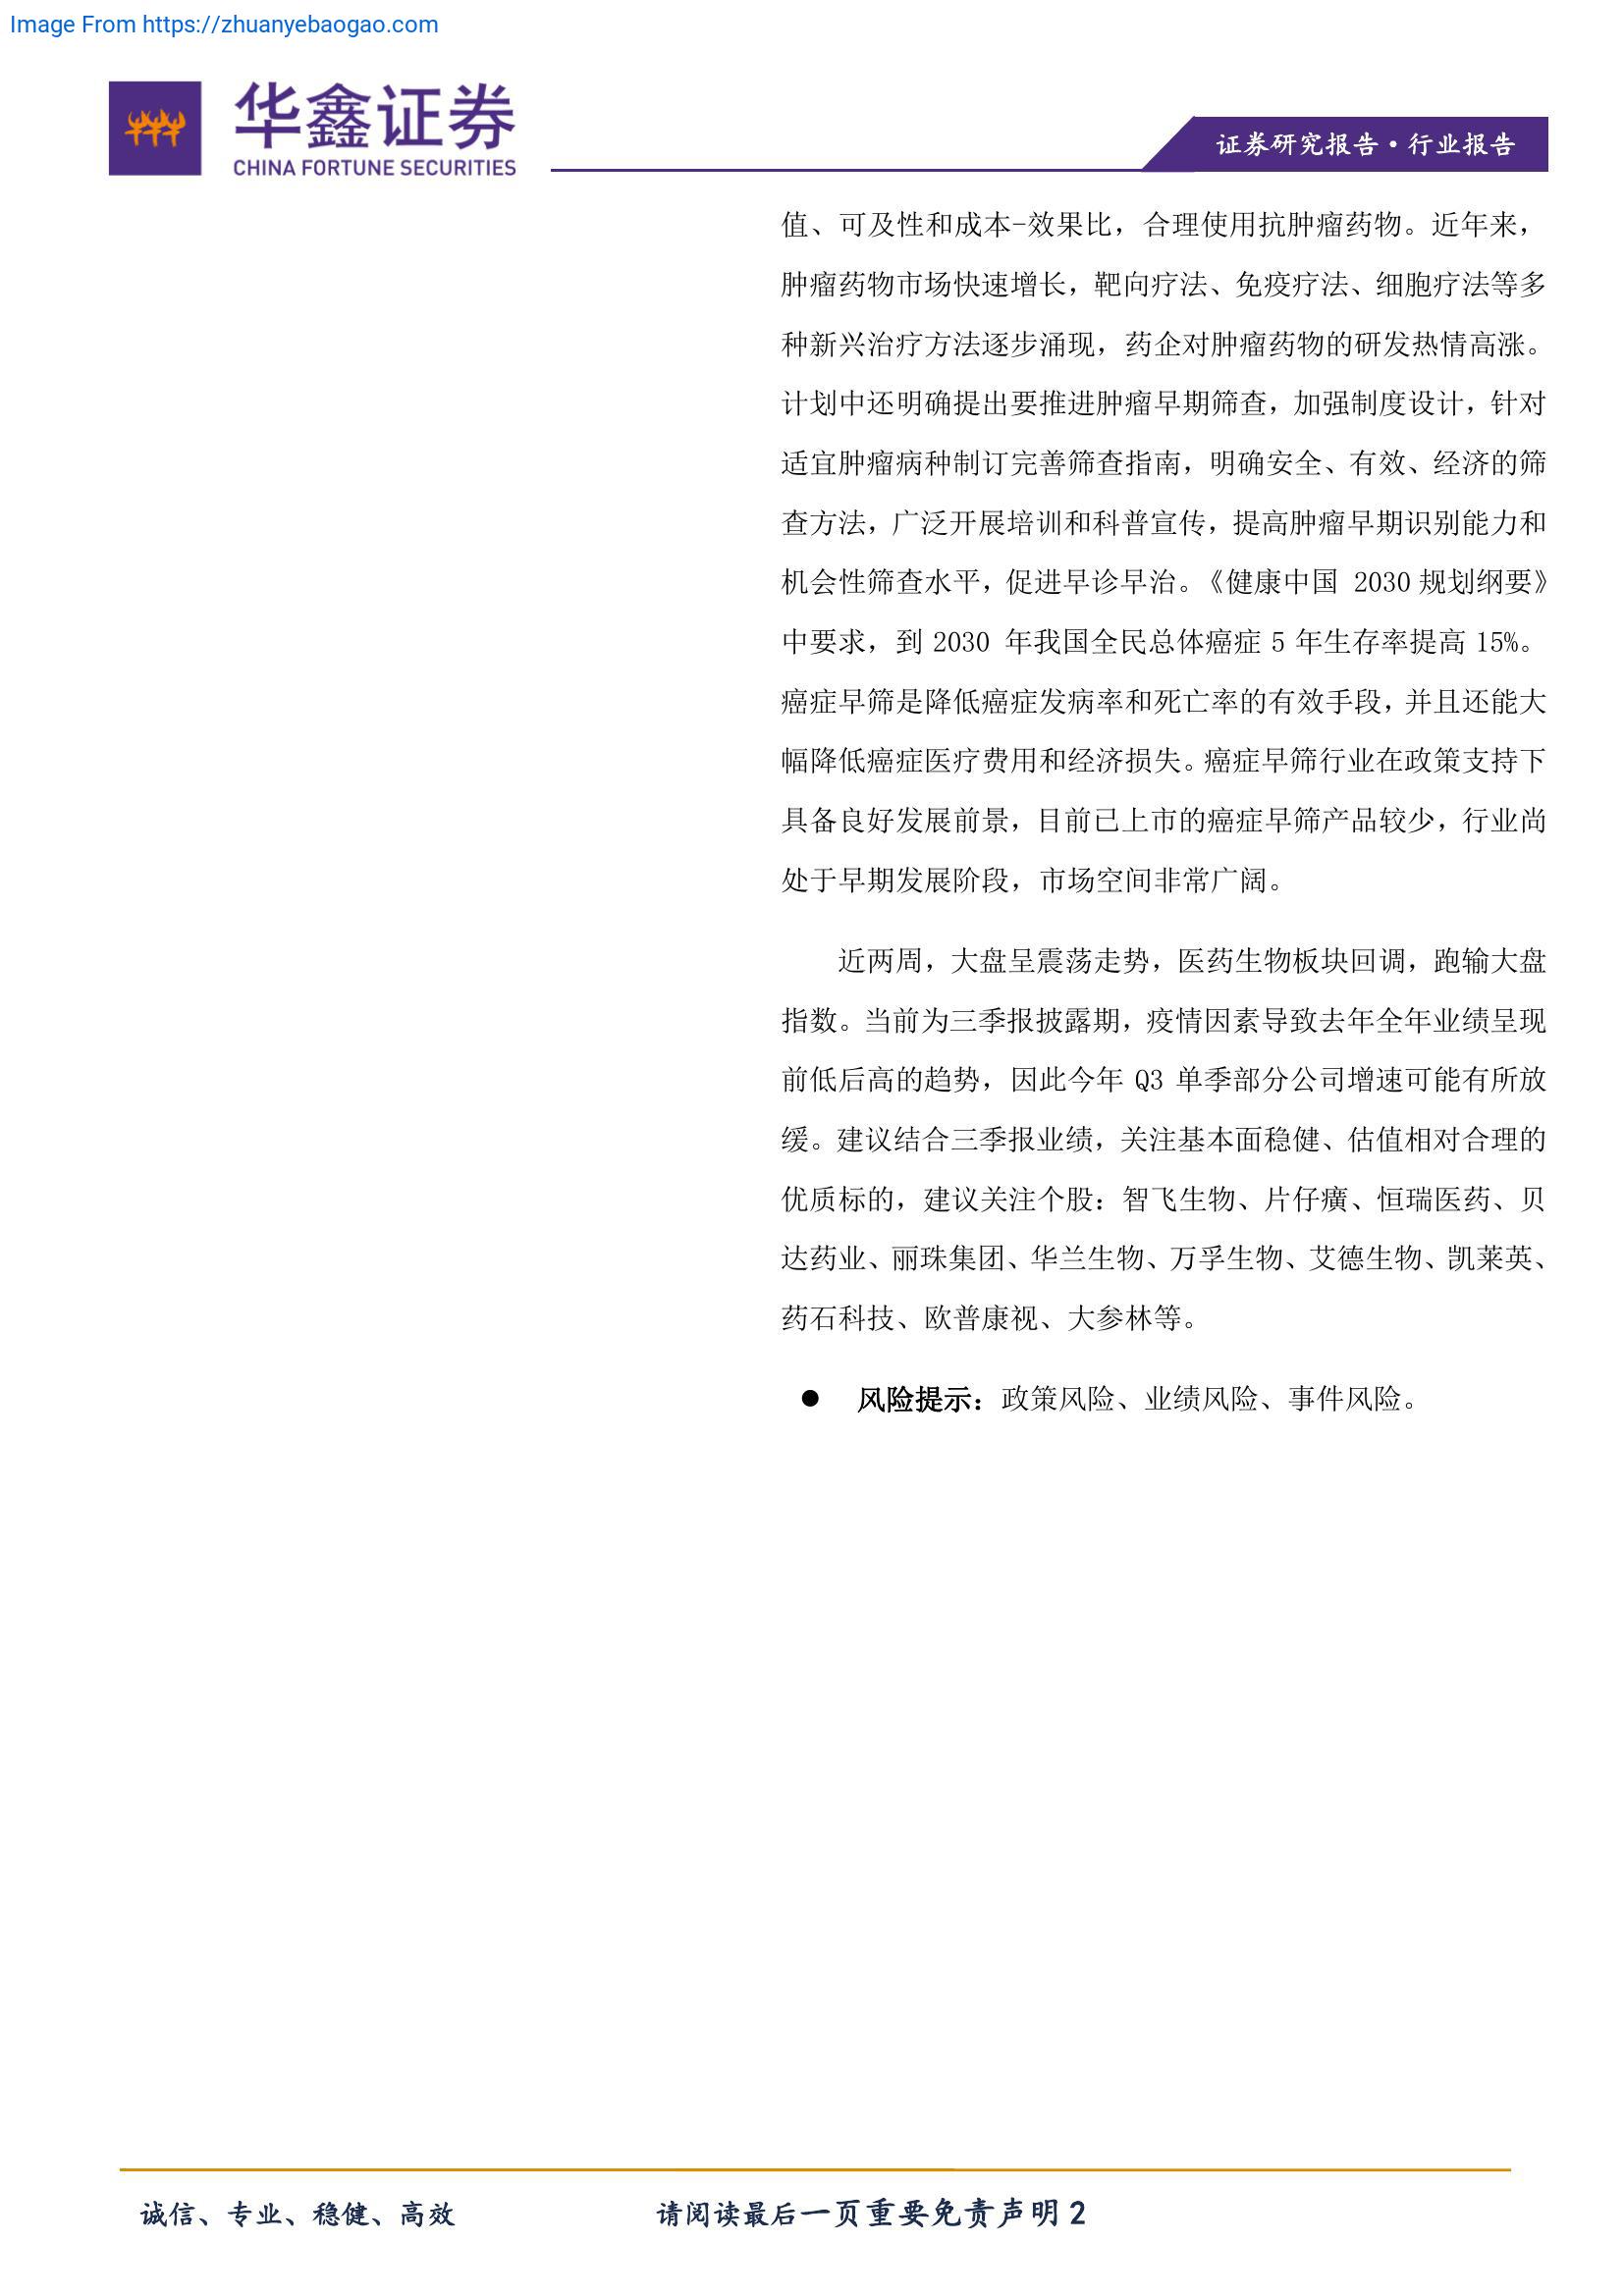 Image From https://zhuanyebaogao.com
华鑫证券
CHINA FORTUNE SECURITIES
证券研究报告·行业报告
值、可及性和成本-效果比，合理使用抗肿瘤药物。近年来，
肿瘤药物市场快速增长，靶向疗法、免疫疗法、细胞疗法等多
种新兴治疗方法逐步涌现，药企对肿瘤药物的研发热情高涨。
计划中还明确提出要推进肿瘤早期筛查，加强制度设计，针对
适宜肿瘤病种制订完善筛查指南，明确安全、有效、经济的筛
查方法，广泛开展培训和科普宣传，提高肿瘤早期识别能力和
机会性筛查水平，促进早诊早治。《健康中国 2030 规划纲要》
中要求，到 2030 年我国全民总体癌症 5 年生存率提高 15%。
癌症早筛是降低癌症发病率和死亡率的有效手段，并且还能大
幅降低癌症医疗费用和经济损失。癌症早筛行业在政策支持下
具备良好发展前景，目前已上市的癌症早筛产品较少，行业尚
处于早期发展阶段，市场空间非常广阔。
近两周，大盘呈震荡走势，医药生物板块回调，跑输大盘
指数。当前为三季报披露期，疫情因素导致去年全年业绩呈现
前低后高的趋势，因此今年 Q3 单季部分公司增速可能有所放
缓。建议结合三季报业绩，关注基本面稳健、估值相对合理的
优质标的，建议关注个股：智飞生物、片仔癀、恒瑞医药、贝
达药业、丽珠集团、华兰生物、万孚生物、艾德生物、凯莱英、
药石科技、欧普康视、大参林等。
● 风险提示：政策风险、业绩风险、事件风险。
诚信、专业、稳健、高效 请阅读最后一页重要免责声明 2